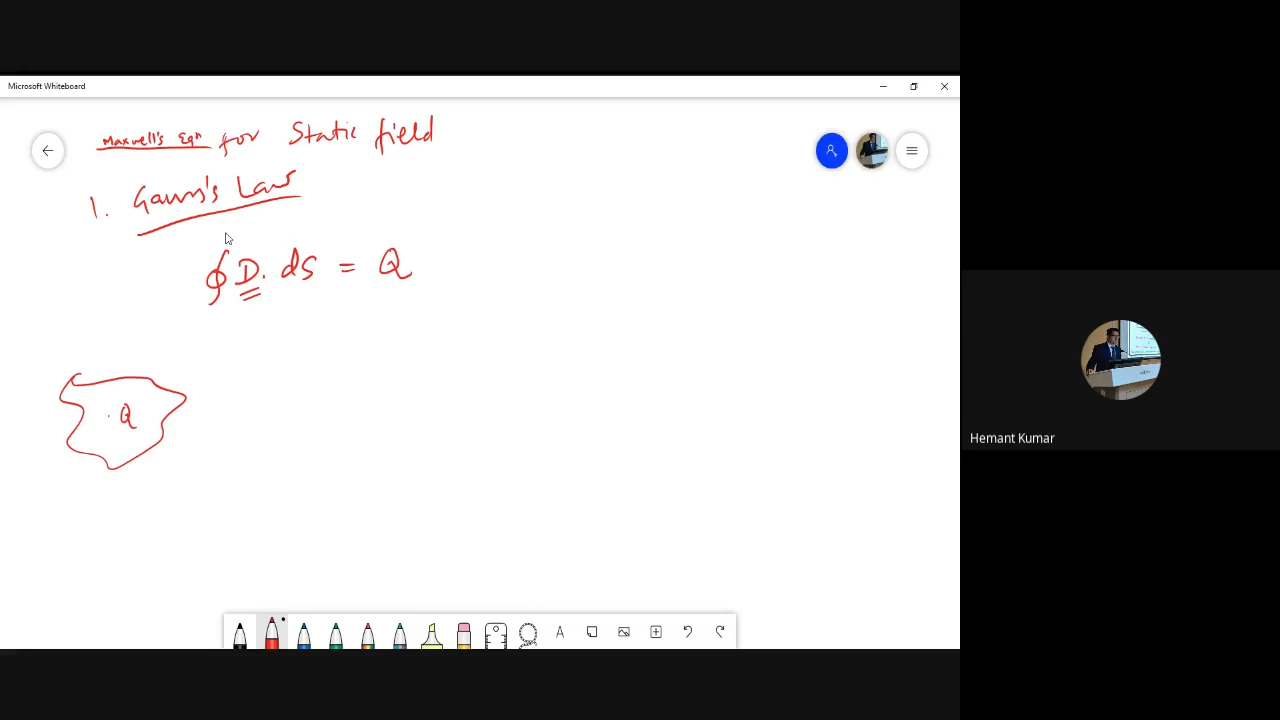 Microsoft Whiteboard
Maxwell's Eqn for Static field
1. Gauss's Law
∮ D. ds = Q
. Q
Hemant Kumar
A